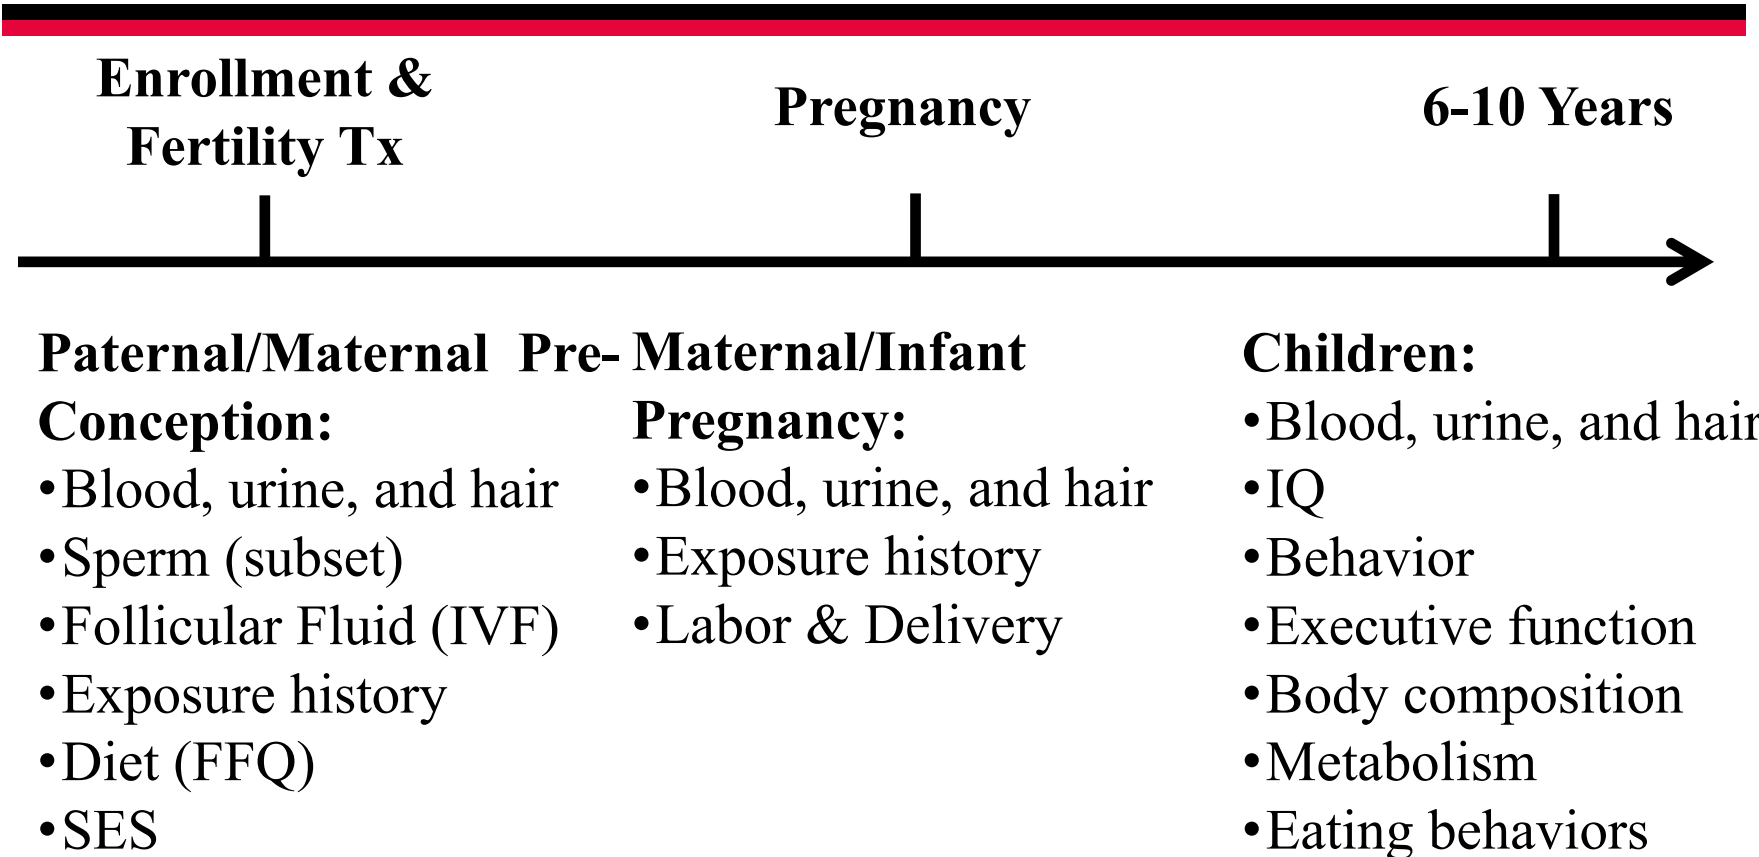 Enrollment &
Fertility Tx
Pregnancy
6-10 Years
Paternal/Maternal Pre-
Conception:
•Blood, urine, and hair
•Sperm (subset)
•Follicular Fluid (IVF)
•Exposure history
•Diet (FFQ)
•SES
Maternal/Infant
Pregnancy:
•Blood, urine, and hair
•Exposure history
•Labor & Delivery
Children:
•Blood, urine, and hair
•IQ
•Behavior
•Executive function
•Body composition
•Metabolism
•Eating behaviors